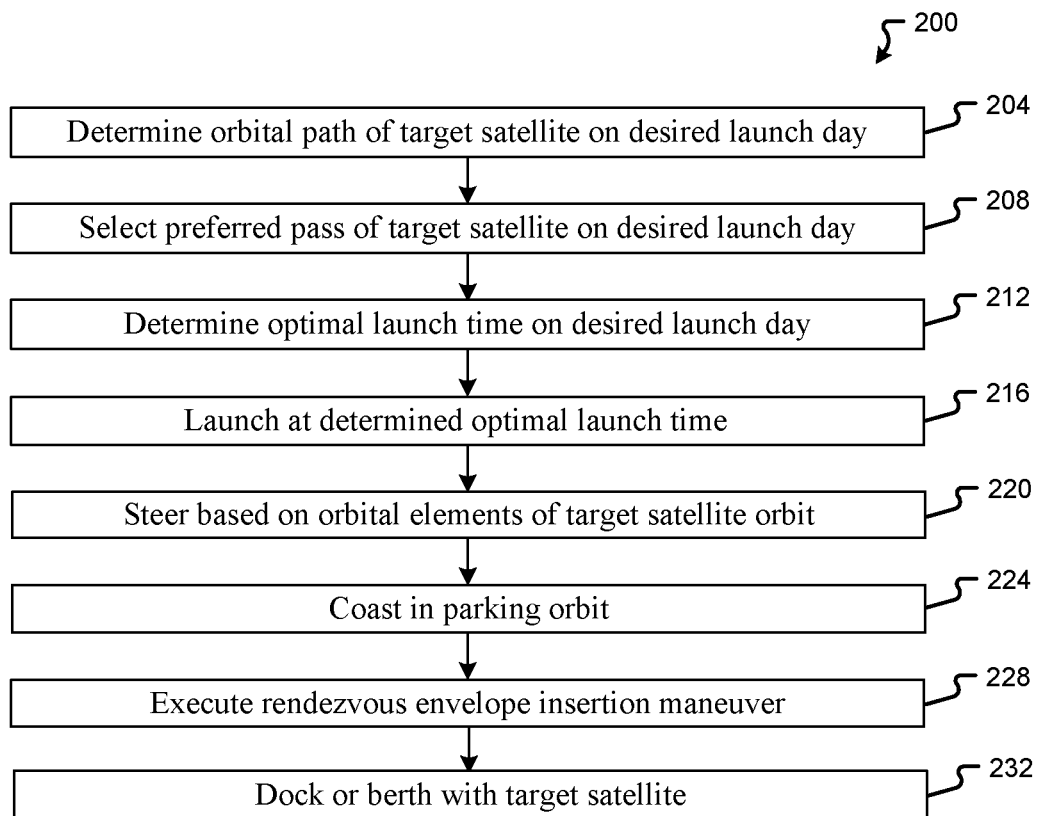 200
Determine orbital path of target satellite on desired launch day
204
Select preferred pass of target satellite on desired launch day
208
Determine optimal launch time on desired launch day
212
Launch at determined optimal launch time
216
Steer based on orbital elements of target satellite orbit
220
Coast in parking orbit
224
Execute rendezvous envelope insertion maneuver
228
Dock or berth with target satellite
232